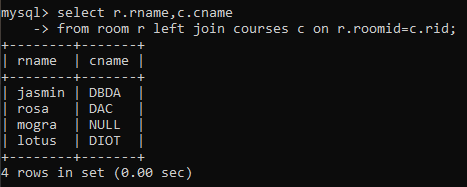 mysql> select r.rname,c.cname
    -> from room r left join courses c on r.roomid=c.rid;
+--------+-------+
| rname  | cname |
+--------+-------+
| jasmin | DBDA  |
| rosa   | DAC   |
| mogra  | NULL  |
| lotus  | DIOT  |
+--------+-------+
4 rows in set (0.00 sec)